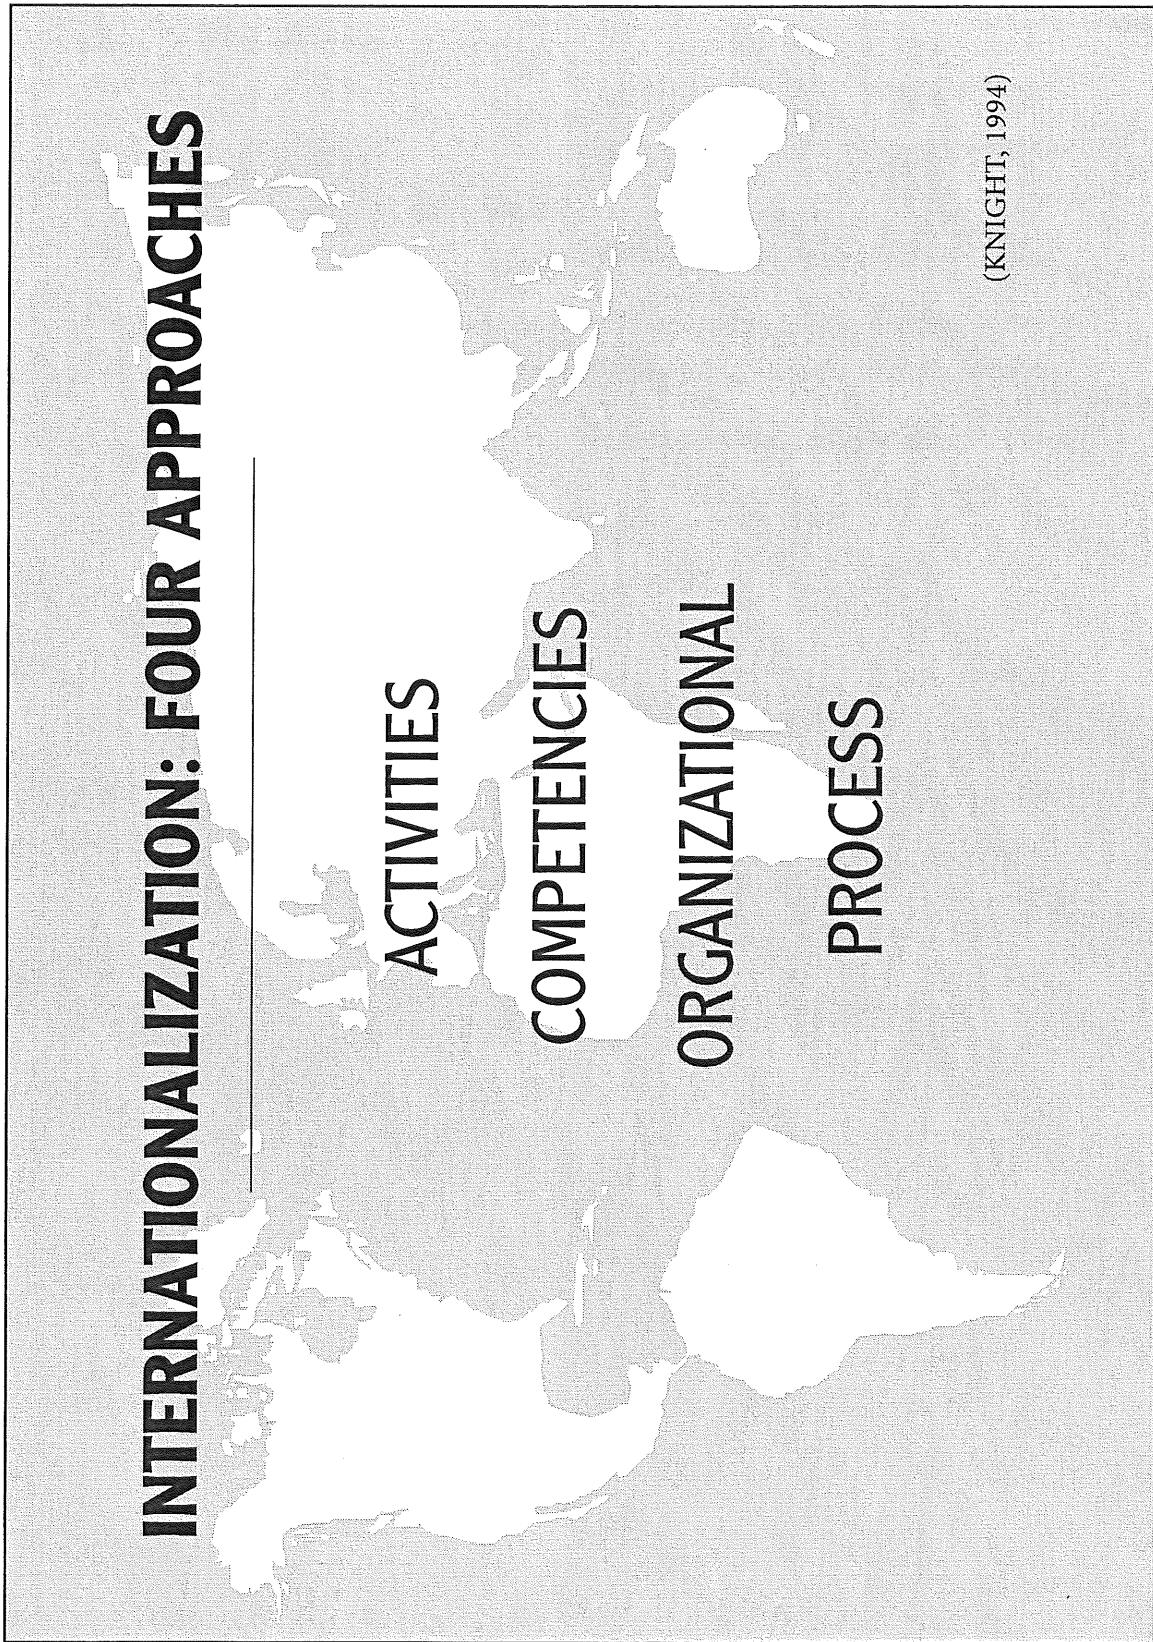 INTERNATIONALIZATION: FOUR APPROACHES
ACTIVITIES
COMPETENCIES
ORGANIZATIONAL
PROCESS
(KNIGHT, 1994)